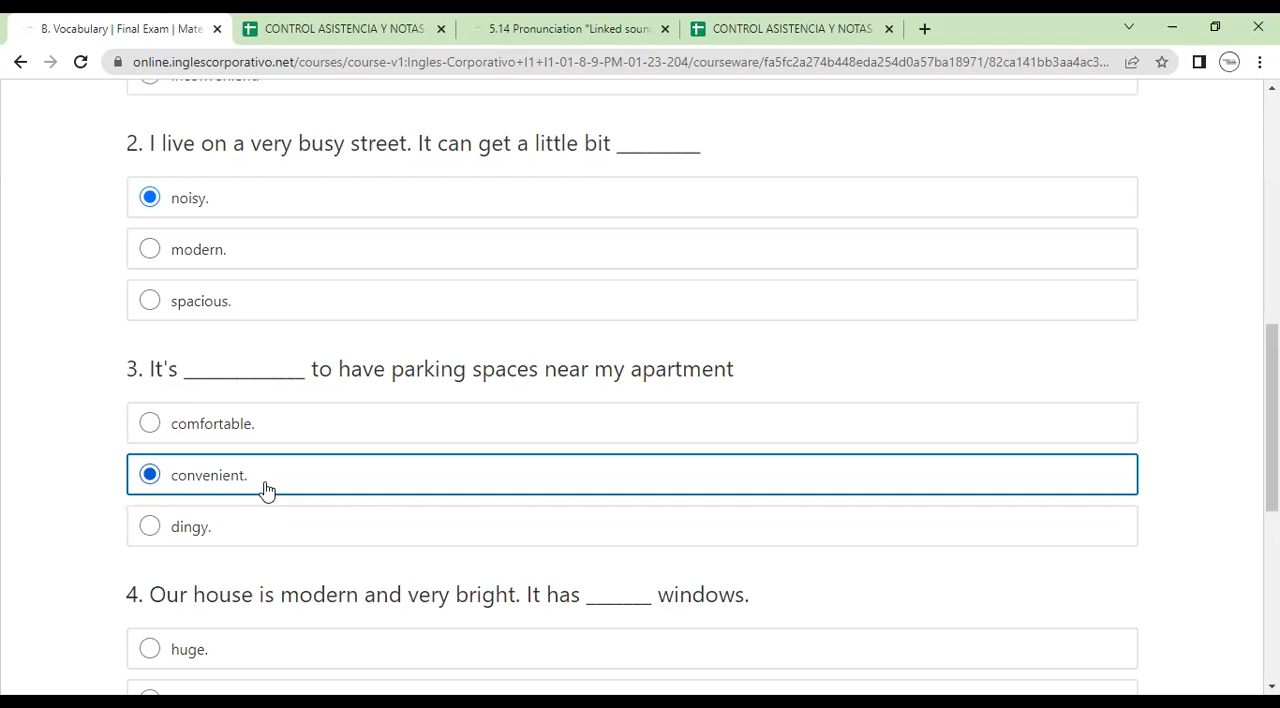 B. Vocabulary | Final Exam | Mate
CONTROL ASISTENCIA Y NOTAS
5.14 Pronunciation "Linked soun
CONTROL ASISTENCIA Y NOTAS
online.inglescorporativo.net/courses/course-v1:Ingles-Corporativo+I1+I1-01-8-9-PM-01-23-204/courseware/fa5fc2a274b448eda254d0a57ba18971/82ca141bb3aa4ac3...
2. I live on a very busy street. It can get a little bit __________
noisy.
modern.
spacious.
3. It's ______________ to have parking spaces near my apartment
comfortable.
convenient.
dingy.
4. Our house is modern and very bright. It has ________ windows.
huge.